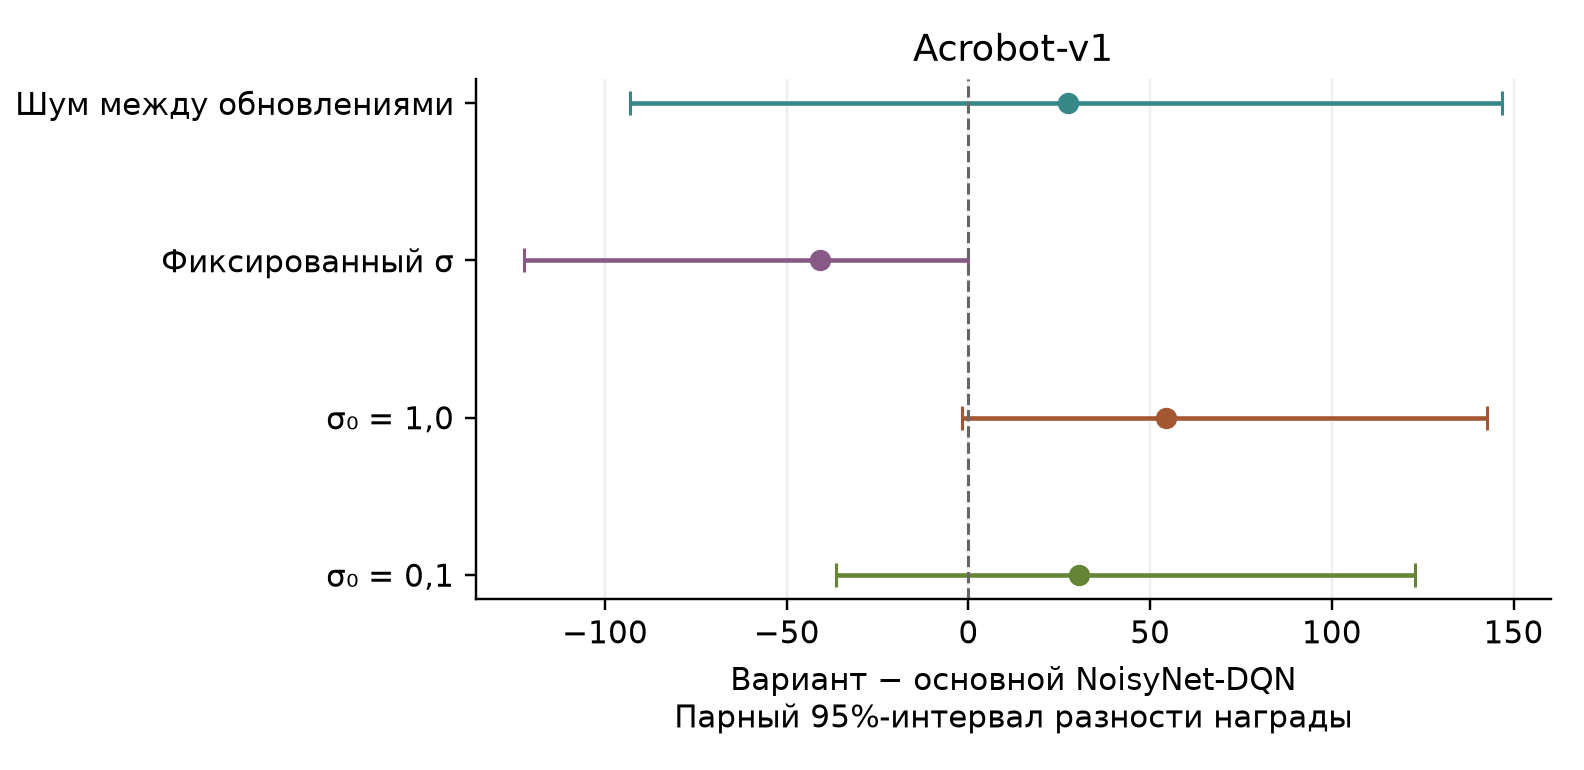 Acrobot-v1
Шум между обновлениями
Фиксированный σ
σ₀ = 1,0
σ₀ = 0,1
−100 −50 0 50 100 150
Вариант − основной NoisyNet-DQN
Парный 95%-интервал разности награды